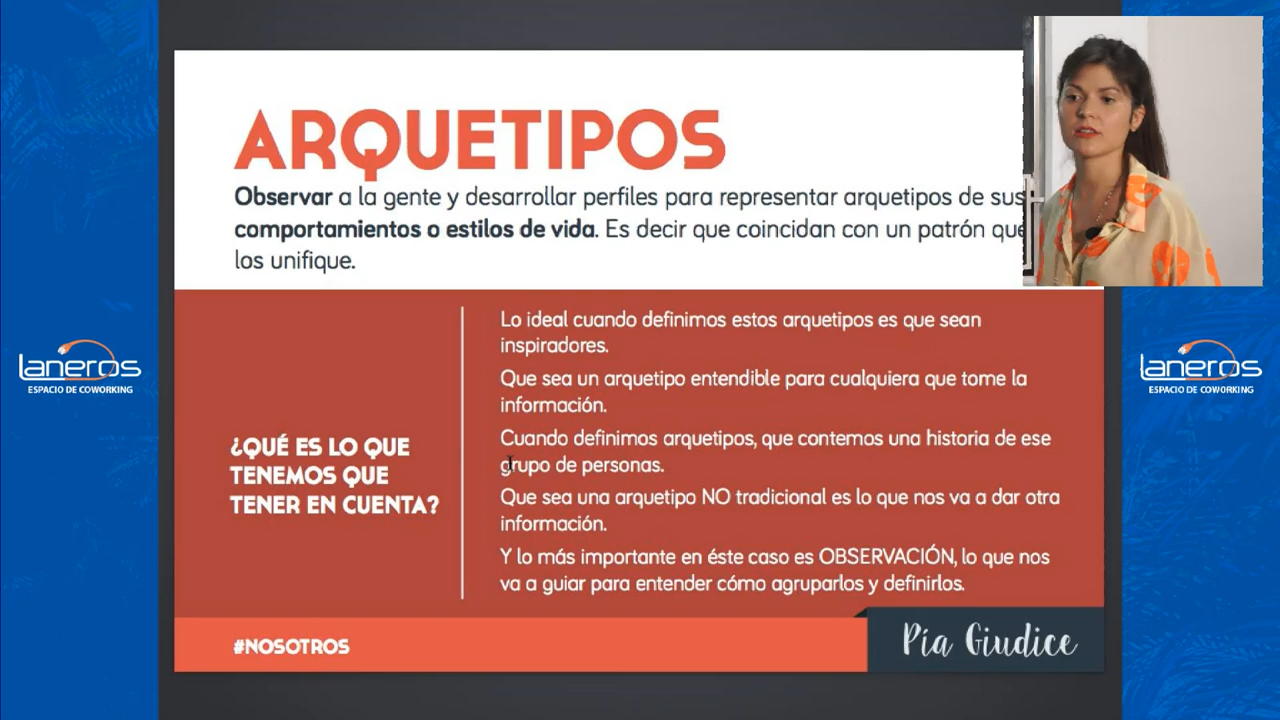 ARQUETIPOS
Observar a la gente y desarrollar perfiles para representar arquetipos de sus
comportamientos o estilos de vida. Es decir que coincidan con un patrón que
los unifique.
¿QUÉ ES LO QUE
TENEMOS QUE
TENER EN CUENTA?
Lo ideal cuando definimos estos arquetipos es que sean
inspiradores.
Que sea un arquetipo entendible para cualquiera que tome la
información.
Cuando definimos arquetipos, que contemos una historia de ese
grupo de personas.
Que sea una arquetipo NO tradicional es lo que nos va a dar otra
información.
Y lo más importante en éste caso es OBSERVACIÓN, lo que nos
va a guiar para entender cómo agruparlos y definirlos.
#NOSOTROS
Pía Giudice
Laneros
ESPACIO DE COWORKING
Laneros
ESPACIO DE COWORKING